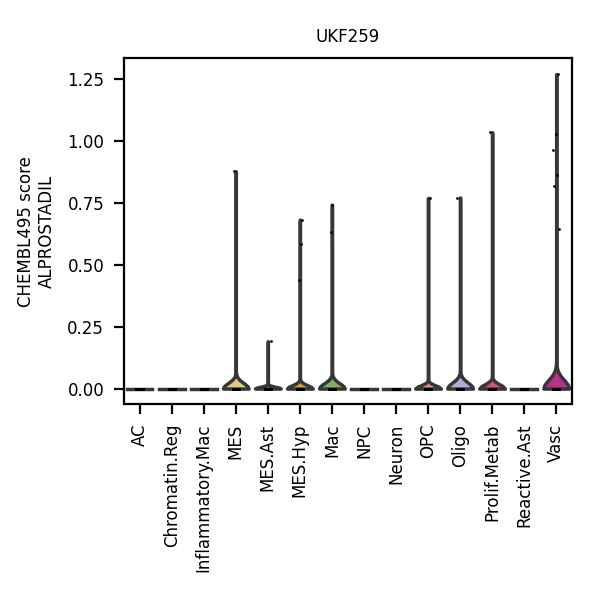 UKF259
CHEMBL495 score
ALPROSTADIL
1.25
1.00
0.75
0.50
0.25
0.00
AC
Chromatin.Reg
Inflammatory.Mac
MES
MES.Ast
MES.Hyp
Mac
NPC
Neuron
OPC
Oligo
Prolif.Metab
Reactive.Ast
Vasc